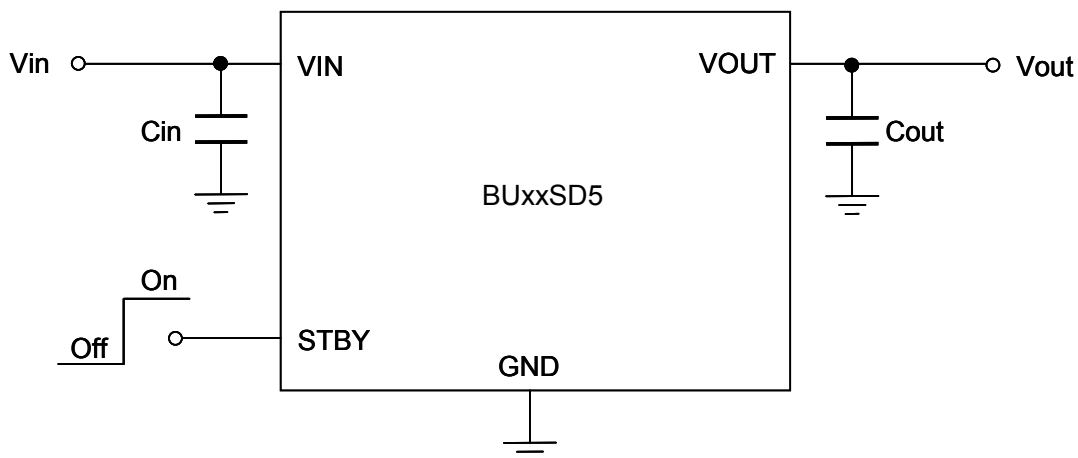 Vin
VIN
VOUT
Vout
Cin
Cout
BUxxSD5
On
Off
STBY
GND